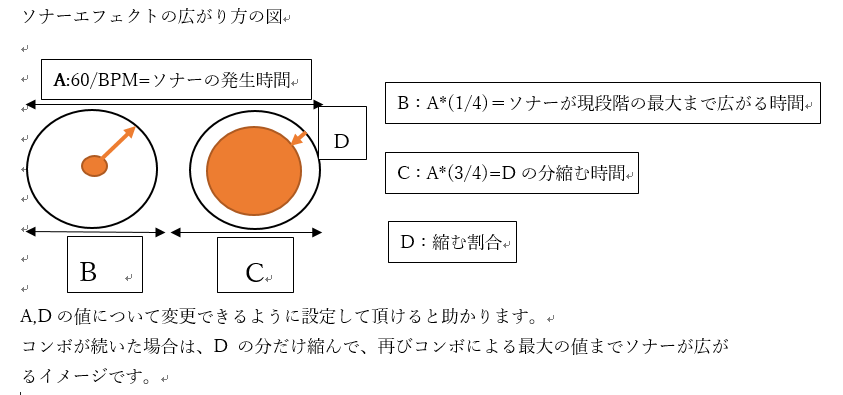 ソナーエフェクトの広がり方の図
A:60/BPM=ソナーの発生時間
B：A*(1/4)＝ソナーが現段階の最大まで広がる時間
D
C：A*(3/4)=D の分縮む時間
D：縮む割合
B
C
A,D の値について変更できるように設定して頂けると助かります。
コンボが続いた場合は、D の分だけ縮んで、再びコンボによる最大の値までソナーが広が
るイメージです。